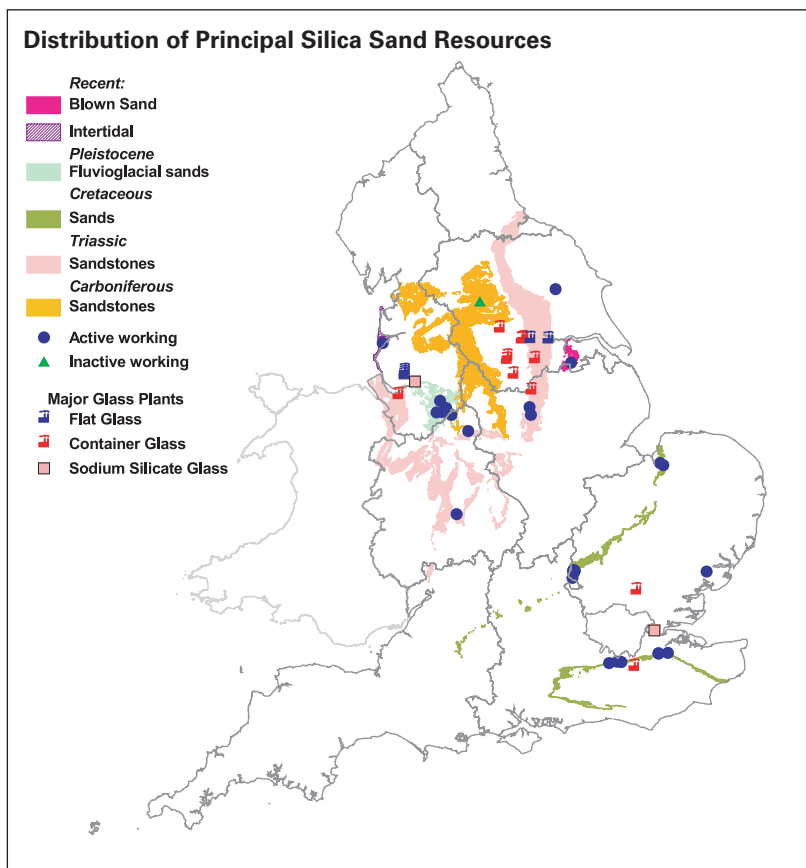 Distribution of Principal Silica Sand Resources
Recent:
Blown Sand
Intertidal
Pleistocene
Fluvioglacial sands
Cretaceous
Sands
Triassic
Sandstones
Carboniferous
Sandstones
Active working
Inactive working
Major Glass Plants
Flat Glass
Container Glass
Sodium Silicate Glass